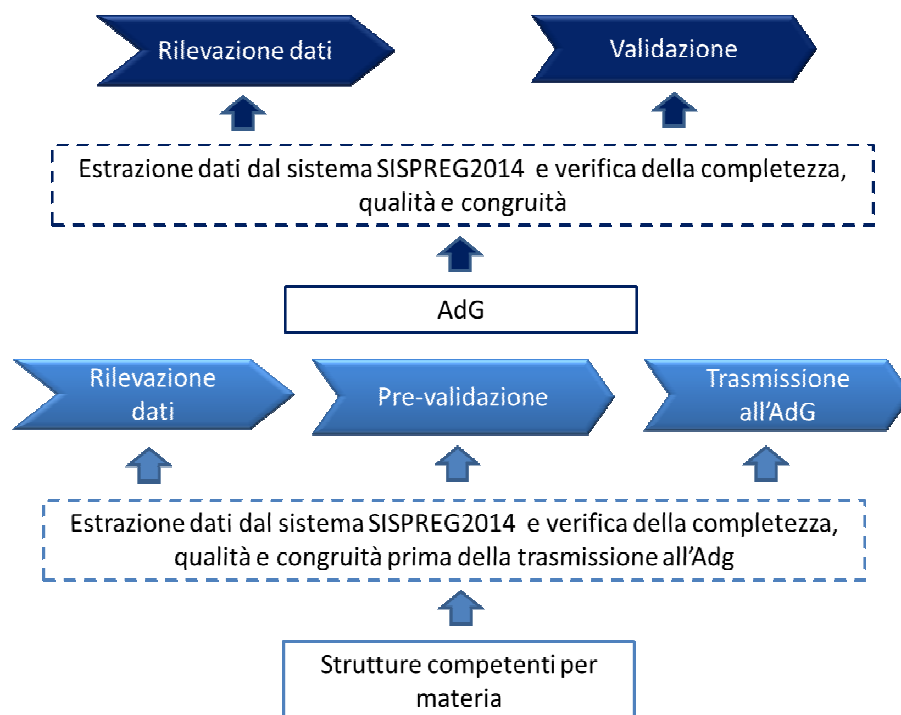 Rilevazione dati
Validazione
Estrazione dati dal sistema SISPREG2014 e verifica della completezza,
qualità e congruità
AdG
Rilevazione
dati
Pre-validazione
Trasmissione
all'AdG
Estrazione dati dal sistema SISPREG2014 e verifica della completezza,
qualità e congruità prima della trasmissione all'Adg
Strutture competenti per
materia